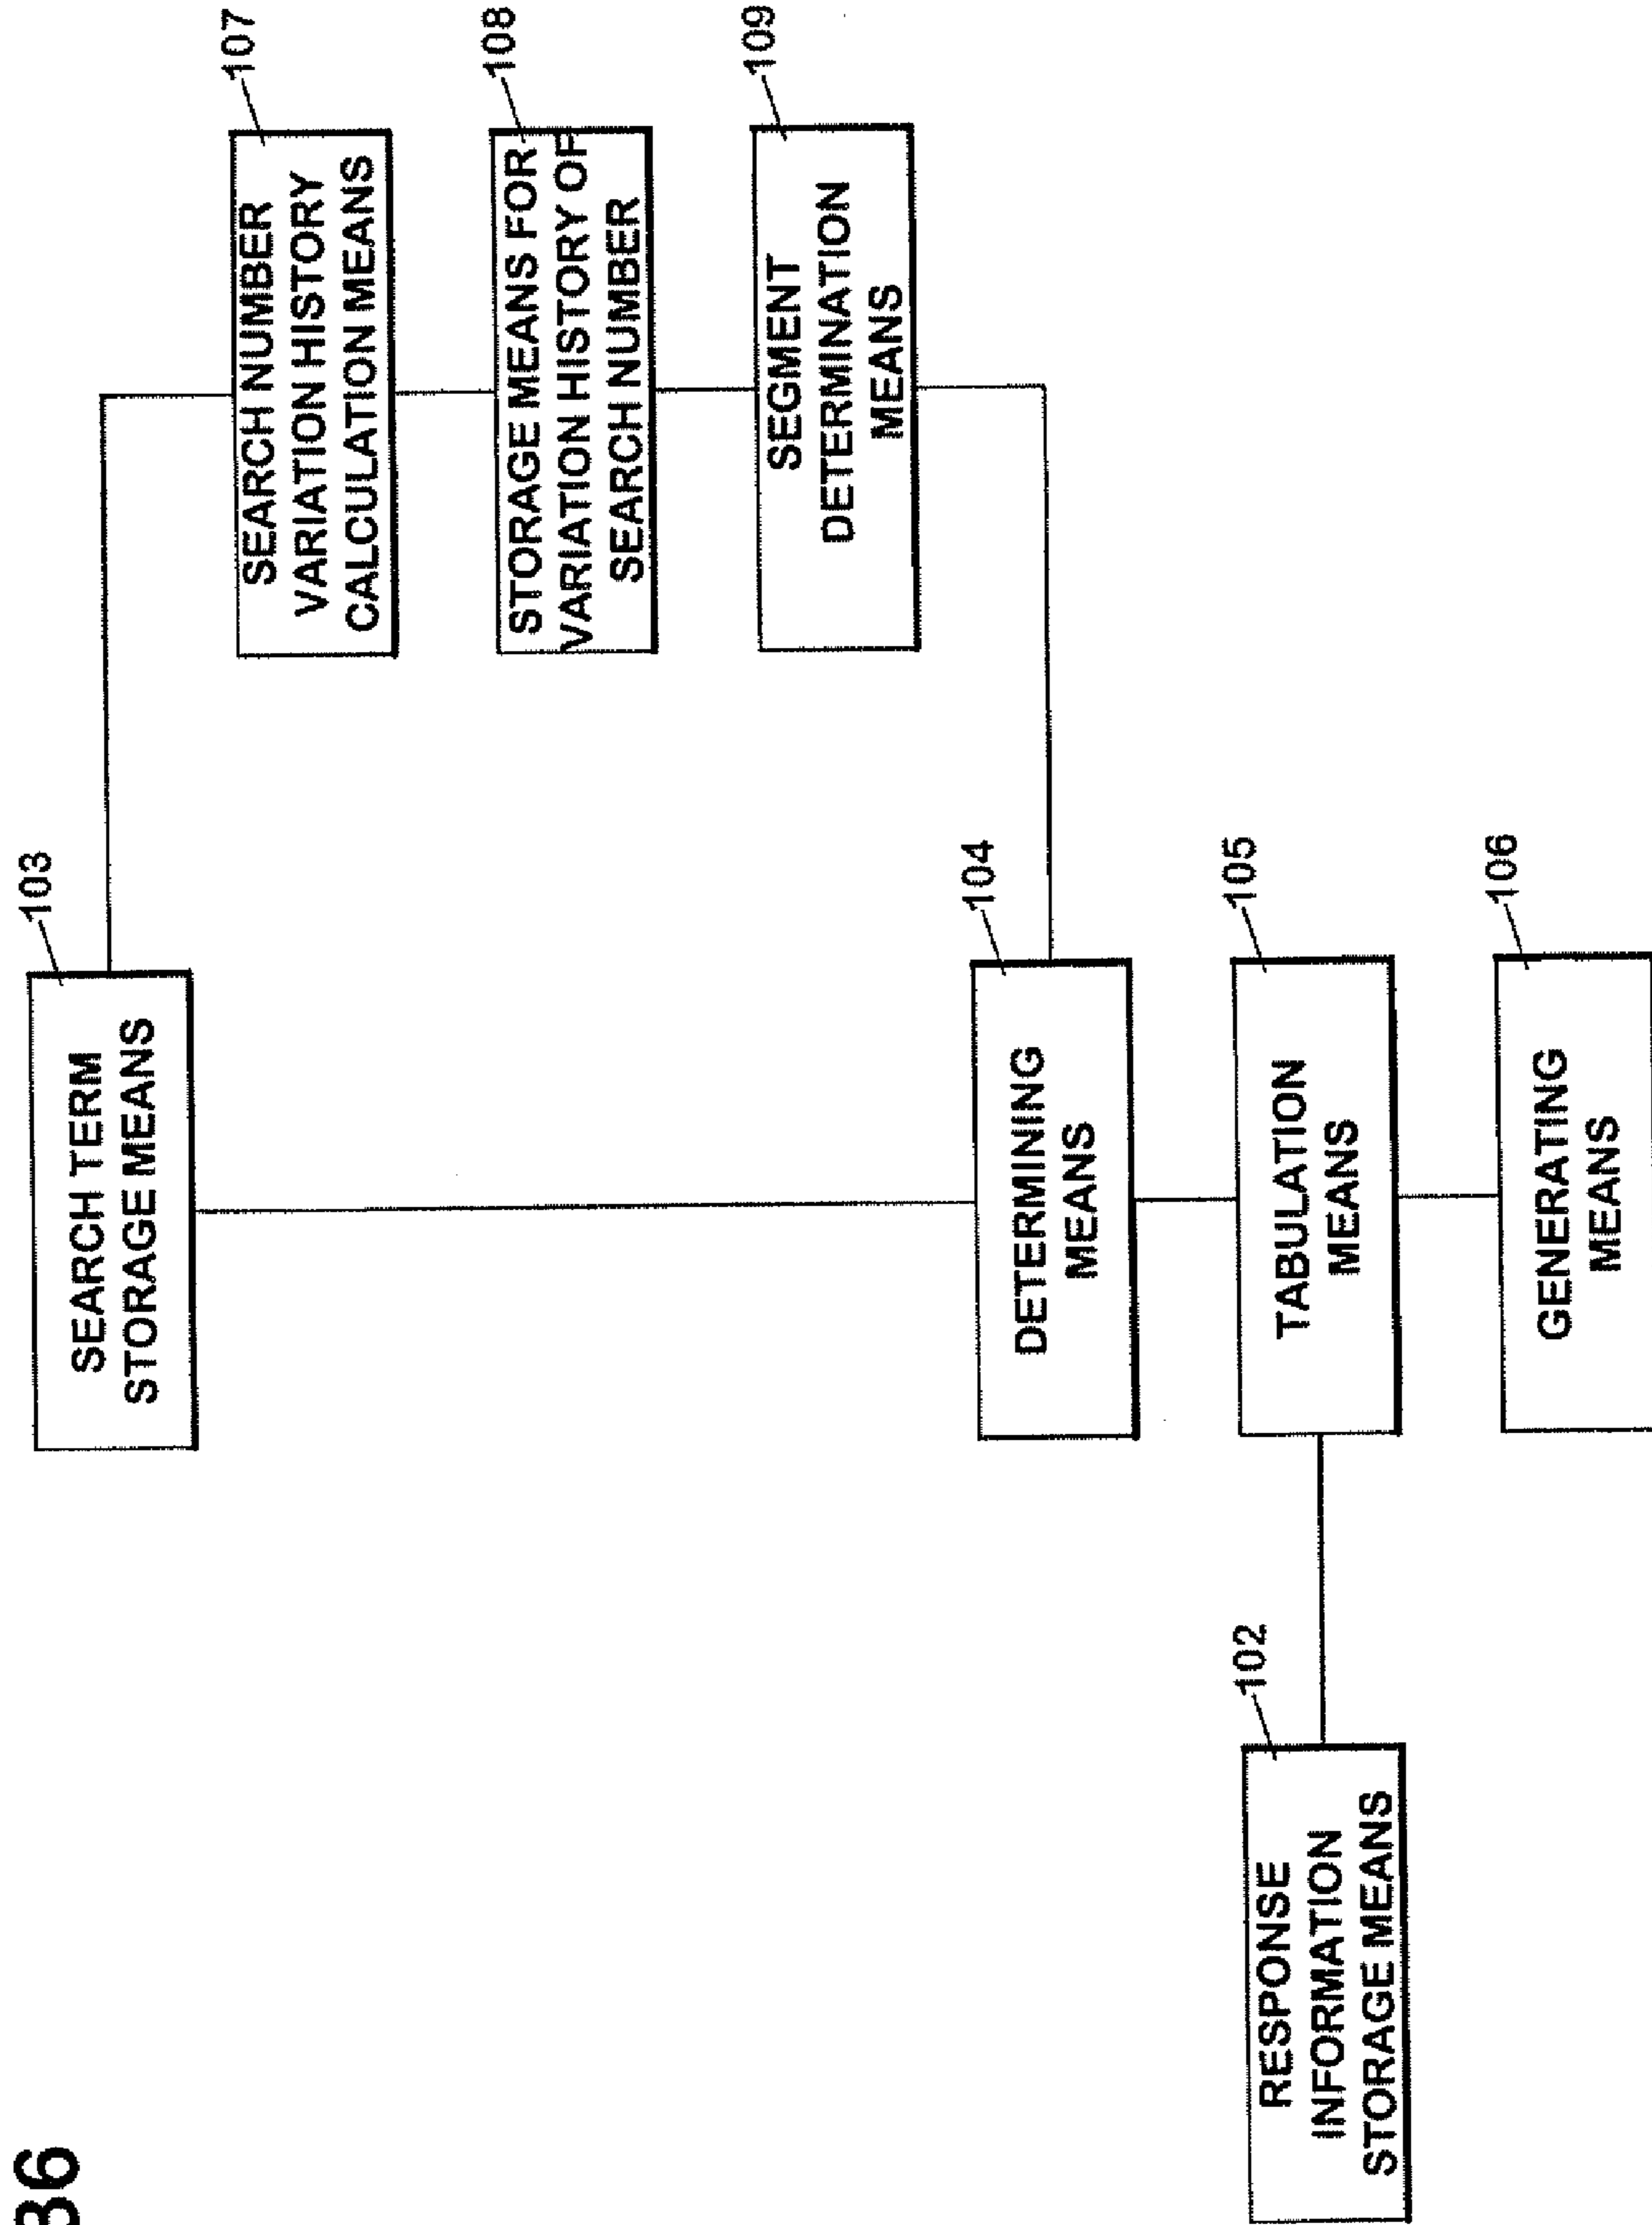 36
103
SEARCH TERM
STORAGE MEANS
107
SEARCH NUMBER
VARIATION HISTORY
CALCULATION MEANS
108
STORAGE MEANS FOR
VARIATION HISTORY OF
SEARCH NUMBER
109
SEGMENT
DETERMINATION
MEANS
104
DETERMINING
MEANS
102
RESPONSE
INFORMATION
STORAGE MEANS
105
TABULATION
MEANS
106
GENERATING
MEANS